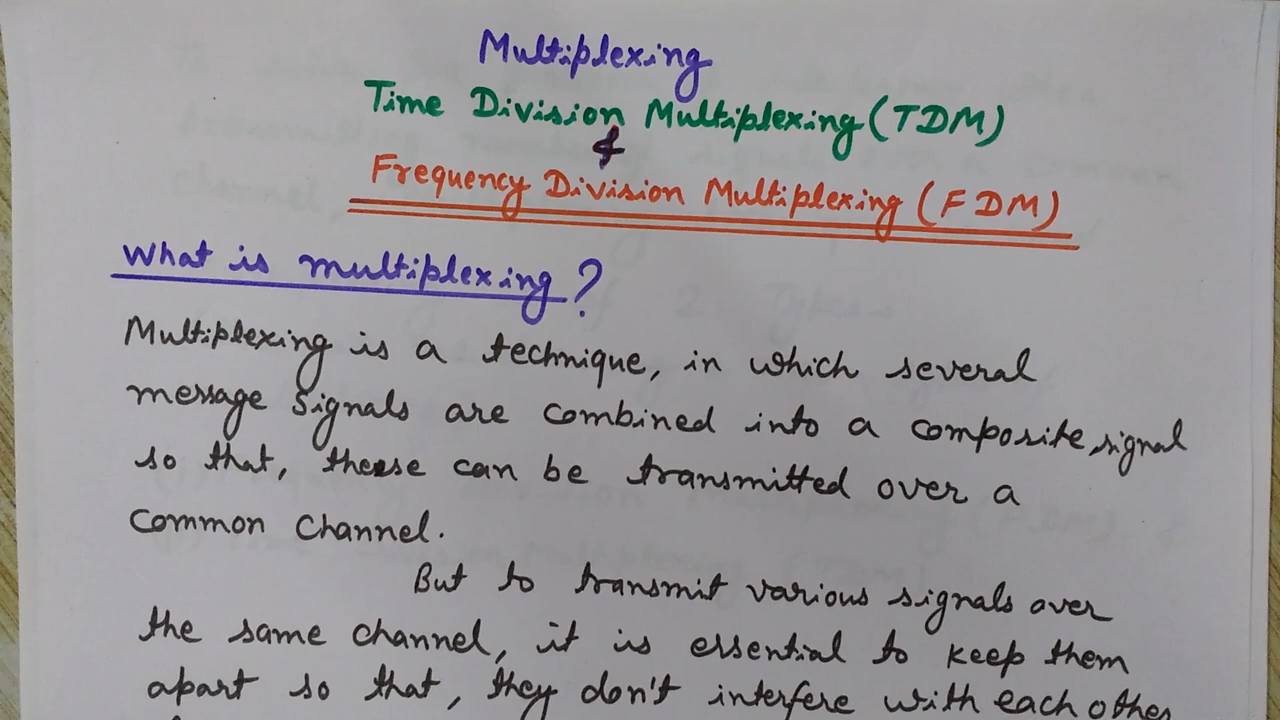 Multiplexing
Time Division Multiplexing (TDM)
&
Frequency Division Multiplexing (FDM)
What is multiplexing?
Multiplexing is a technique, in which several
message signals are combined into a composite signal
so that, these can be transmitted over a
common channel.
But to transmit various signals over
the same channel, it is essential to keep them
apart so that, they don't interfere with each other